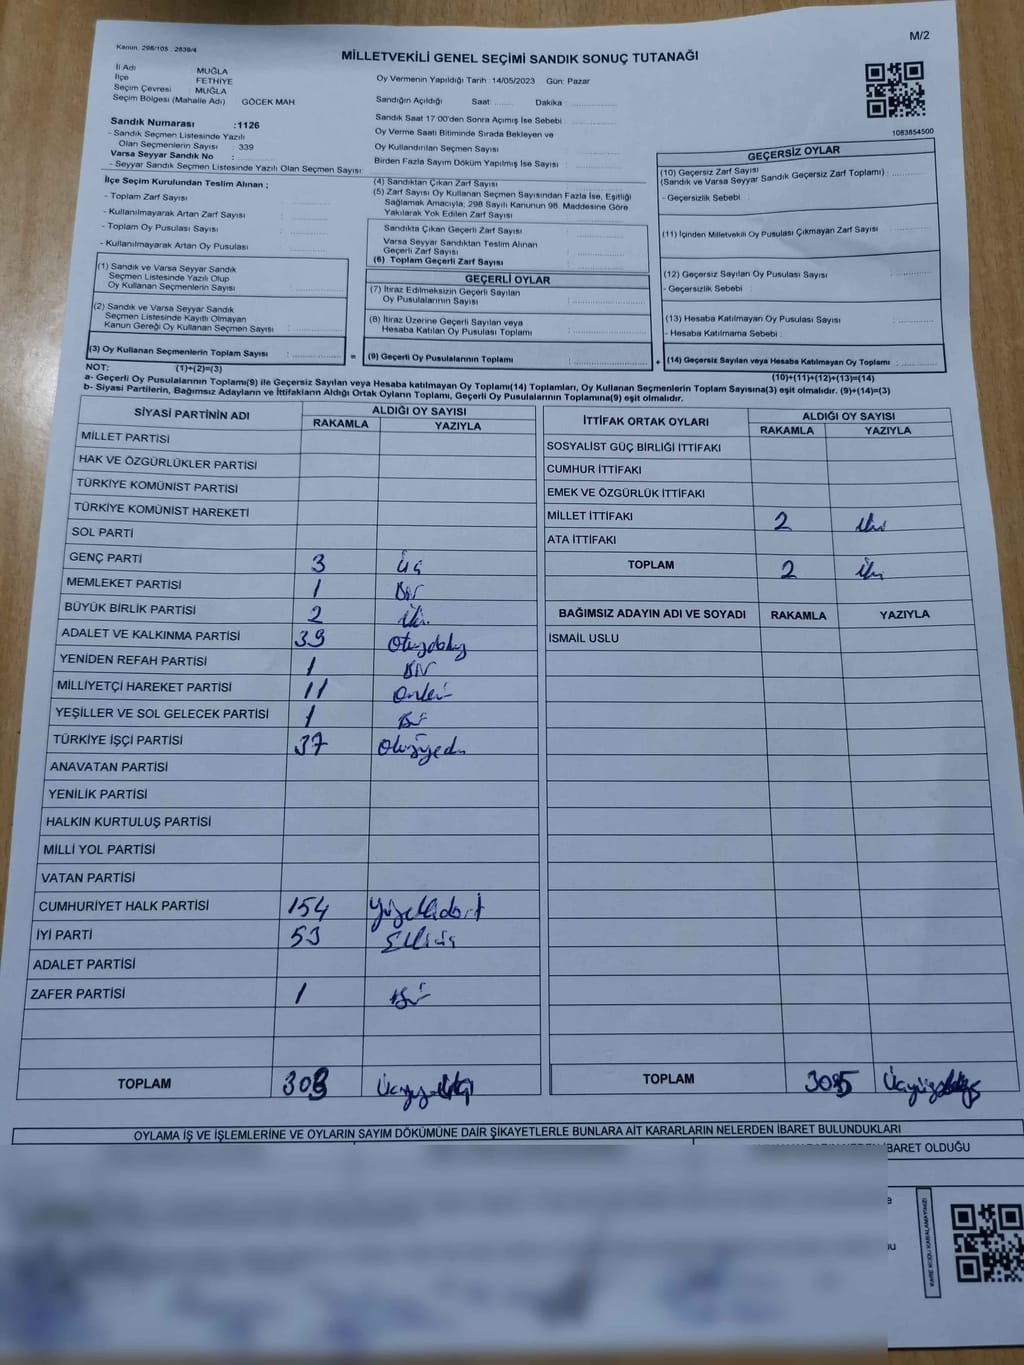 M/2
Kanun: 298/105 . 2839/4
MİLLETVEKİLİ GENEL SEÇİMİ SANDIK SONUÇ TUTANAĞI
İl Adı MUĞLA
İlçe FETHİYE
Seçim Çevresi MUĞLA
Seçim Bölgesi (Mahalle Adı) GÖCEK MAH
Sandık Numarası :1126
- Sandık Seçmen Listesinde Yazılı
Olan Seçmenlerin Sayısı : 339
Varsa Seyyar Sandık No :
- Seyyar Sandık Seçmen Listesinde Yazılı Olan Seçmen Sayısı:
Oy Vermenin Yapıldığı Tarih :14/05/2023 Gün: Pazar
Sandığın Açıldığı Saat: Dakika :
Sandık Saat 17:00'den Sonra Açımış İse Sebebi :
Oy Verme Saati Bitiminde Sırada Bekleyen ve
Oy Kullandırılan Seçmen Sayısı :
Birden Fazla Sayım Döküm Yapılmış İse Sayısı :
1083854500
İlçe Seçim Kurulundan Teslim Alınan ;
- Toplam Zarf Sayısı :
- Kullanılmayarak Artan Zarf Sayısı :
- Toplam Oy Pusulası Sayısı :
- Kullanılmayarak Artan Oy Pusulası :
(1) Sandık ve Varsa Seyyar Sandık
Seçmen Listesinde Yazılı Olup
Oy Kullanan Seçmenlerin Sayısı :
(2) Sandık ve Varsa Seyyar Sandık
Seçmen Listesinde Kayıtlı Olmayan
Kanun Gereği Oy Kullanan Seçmen Sayısı :
(3) Oy Kullanan Seçmenlerin Toplam Sayısı :
(1)+(2)=(3)
(4) Sandıktan Çıkan Zarf Sayısı :
(5) Zarf Sayısı Oy Kullanan Seçmen Sayısından Fazla İse, Eşitliği
Sağlamak Amacıyla, 298 Sayılı Kanunun 98. Maddesine Göre
Yakılarak Yok Edilen Zarf Sayısı :
Sandıkta Çıkan Geçerli Zarf Sayısı :
Varsa Seyyar Sandıktan Teslim Alınan
Geçerli Zarf Sayısı :
(6) Toplam Geçerli Zarf Sayısı :
GEÇERLİ OYLAR
(7) İtiraz Edilmeksizin Geçerli Sayılan
Oy Pusulalarının Sayısı :
(8) İtiraz Üzerine Geçerli Sayılan veya
Hesaba Katılan Oy Pusulası Toplamı :
= (9) Geçerli Oy Pusulalarının Toplamı :
GEÇERSİZ OYLAR
(10) Geçersiz Zarf Sayısı
(Sandık ve Varsa Seyyar Sandık Geçersiz Zarf Toplamı) :
- Geçersizlik Sebebi :
(11) İçinden Milletvekili Oy Pusulası Çıkmayan Zarf Sayısı :
(12) Geçersiz Sayılan Oy Pusulası Sayısı :
- Geçersizlik Sebebi :
(13) Hesaba Katılmayan Oy Pusulası Sayısı :
- Hesaba Katılmama Sebebi :
+ (14) Geçersiz Sayılan veya Hesaba Katılmayan Oy Toplamı :
(10)+(11)+(12)+(13)=(14)
NOT:
a- Geçerli Oy Pusulalarının Toplamı(9) ile Geçersiz Sayılan veya Hesaba katılmayan Oy Toplamı(14) Toplamları, Oy Kullanan Seçmenlerin Toplam Sayısına(3) eşit olmalıdır. (9)+(14)=(3)
b- Siyasi Partilerin, Bağımsız Adayların ve İttifakların Aldığı Ortak Oyların Toplamı, Geçerli Oy Pusulalarının Toplamına(9) eşit olmalıdır.
SİYASİ PARTİNİN ADI ALDIĞI OY SAYISI
RAKAMLA YAZIYLA
MİLLET PARTİSİ
HAK VE ÖZGÜRLÜKLER PARTİSİ
TÜRKİYE KOMÜNİST PARTİSİ
TÜRKİYE KOMÜNİST HAREKETİ
SOL PARTİ
GENÇ PARTİ 3 Üç
MEMLEKET PARTİSİ 1 Bir
BÜYÜK BİRLİK PARTİSİ 2 iki
ADALET VE KALKINMA PARTİSİ 39 Otuzdokuz
YENİDEN REFAH PARTİSİ 1 Bir
MİLLİYETÇİ HAREKET PARTİSİ 11 Onbir
YEŞİLLER VE SOL GELECEK PARTİSİ 1 Bir
TÜRKİYE İŞÇİ PARTİSİ 37 Otuzyedi
ANAVATAN PARTİSİ
YENİLİK PARTİSİ
HALKIN KURTULUŞ PARTİSİ
MİLLİ YOL PARTİSİ
VATAN PARTİSİ
CUMHURİYET HALK PARTİSİ 154 Yüzellidört
İYİ PARTİ 53 Elliüç
ADALET PARTİSİ
ZAFER PARTİSİ 1 Bir
TOPLAM 303
İTTİFAK ORTAK OYLARI ALDIĞI OY SAYISI
RAKAMLA YAZIYLA
SOSYALİST GÜÇ BİRLİĞİ İTTİFAKI
CUMHUR İTTİFAKI
EMEK VE ÖZGÜRLÜK İTTİFAKI
MİLLET İTTİFAKI 2 iki
ATA İTTİFAKI
TOPLAM 2 iki
BAĞIMSIZ ADAYIN ADI VE SOYADI RAKAMLA YAZIYLA
İSMAİL USLU
TOPLAM 305
OYLAMA İŞ VE İŞLEMLERİNE VE OYLARIN SAYIM DÖKÜMÜNE DAİR ŞİKAYETLERLE BUNLARA AİT KARARLARIN NELERDEN İBARET BULUNDUKLARI
İBARET OLDUĞU
KARE KODU KARALAMAYINIZ!